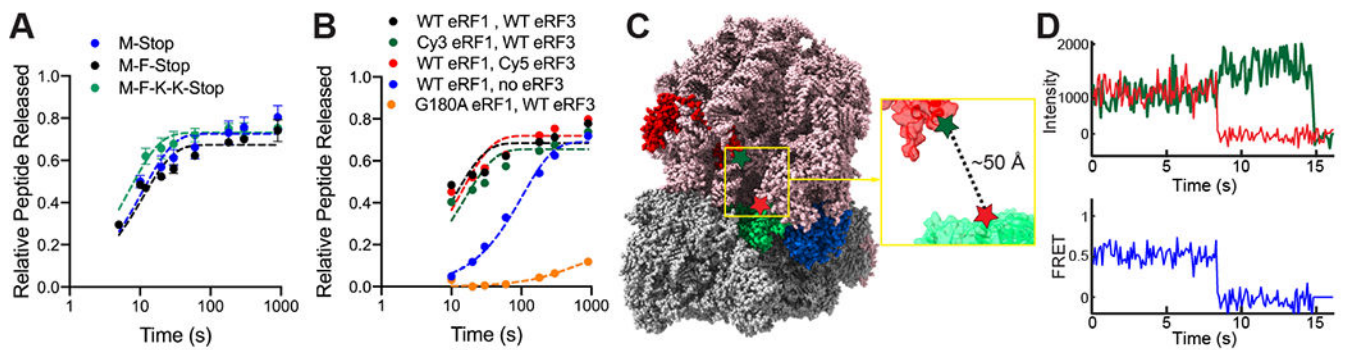 A
M-Stop
M-F-Stop
M-F-K-K-Stop
Relative Peptide Released
1.0
0.8
0.6
0.4
0.2
0.0
1
10
100
1000
Time (s)
B
WT eRF1 , WT eRF3
Cy3 eRF1, WT eRF3
WT eRF1, Cy5 eRF3
WT eRF1, no eRF3
G180A eRF1, WT eRF3
Relative Peptide Released
1.0
0.8
0.6
0.4
0.2
0.0
1
10
100
1000
Time (s)
C
~50 Å
D
Intensity
2000
1000
0
0
5
10
15
Time (s)
FRET
1
0.5
0
0
5
10
15
Time (s)